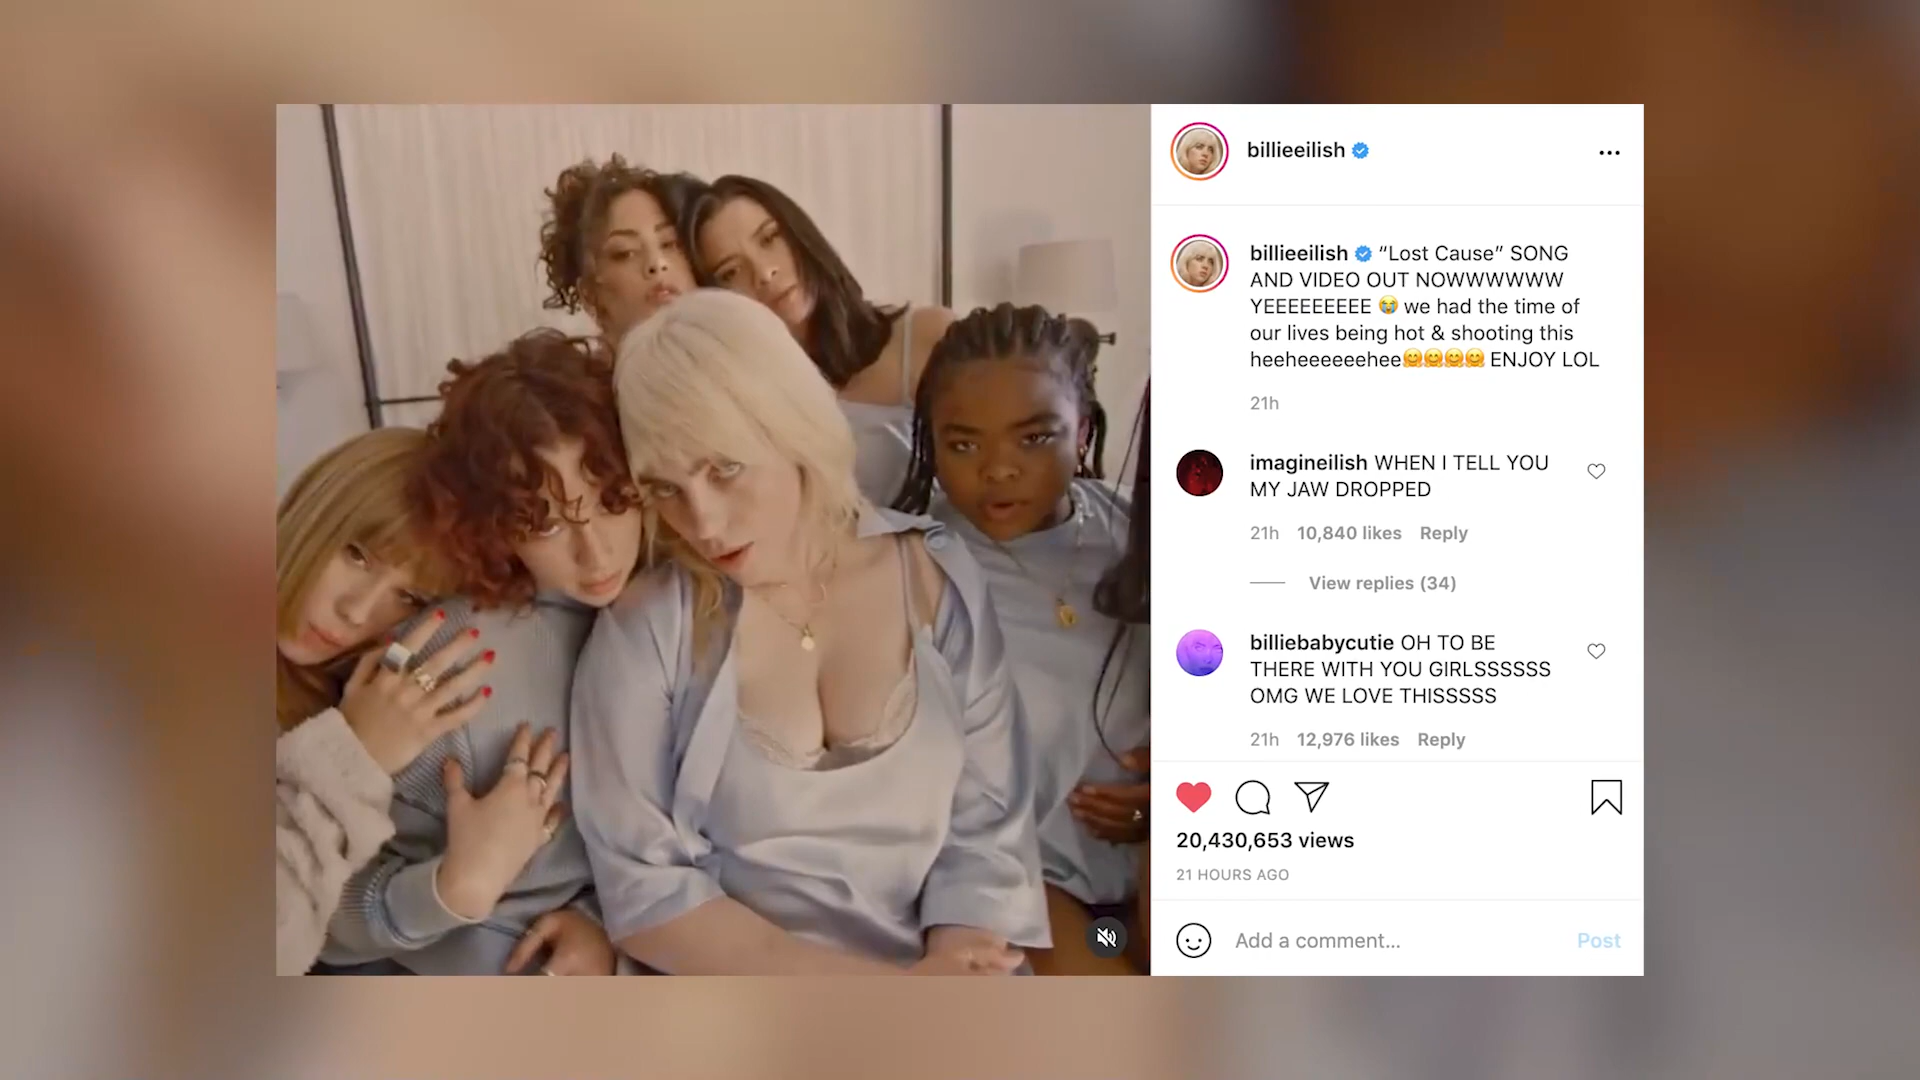 billieeilish
billieeilish “Lost Cause” SONG
AND VIDEO OUT NOWWWWWW
YEEEEEEEEE 😭 we had the time of
our lives being hot & shooting this
heeheeeeeehee🤗🤗🤗🤗 ENJOY LOL
21h
imagineilish WHEN I TELL YOU
MY JAW DROPPED
21h 10,840 likes Reply
View replies (34)
billiebabycutie OH TO BE
THERE WITH YOU GIRLSSSSSS
OMG WE LOVE THISSSSS
21h 12,976 likes Reply
20,430,653 views
21 HOURS AGO
Add a comment... Post